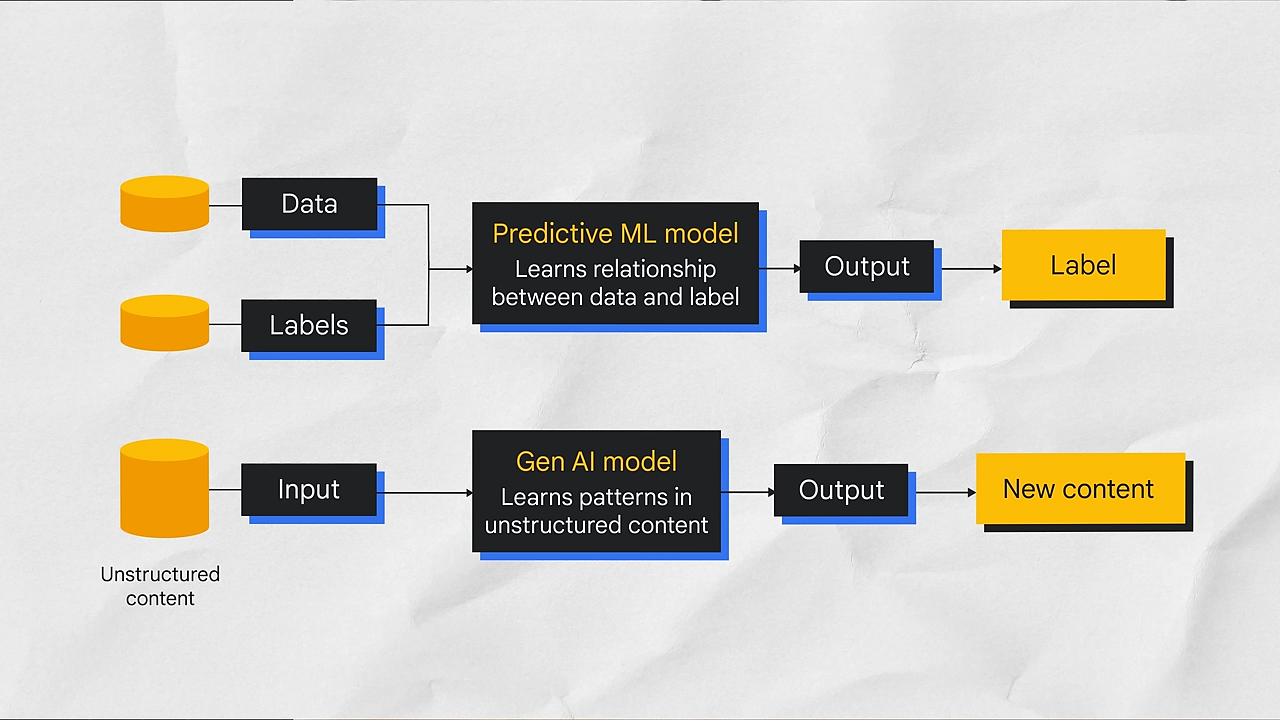 Data
Labels
Predictive ML model
Learns relationship
between data and label
Output
Label
Input
Unstructured
content
Gen AI model
Learns patterns in
unstructured content
Output
New content